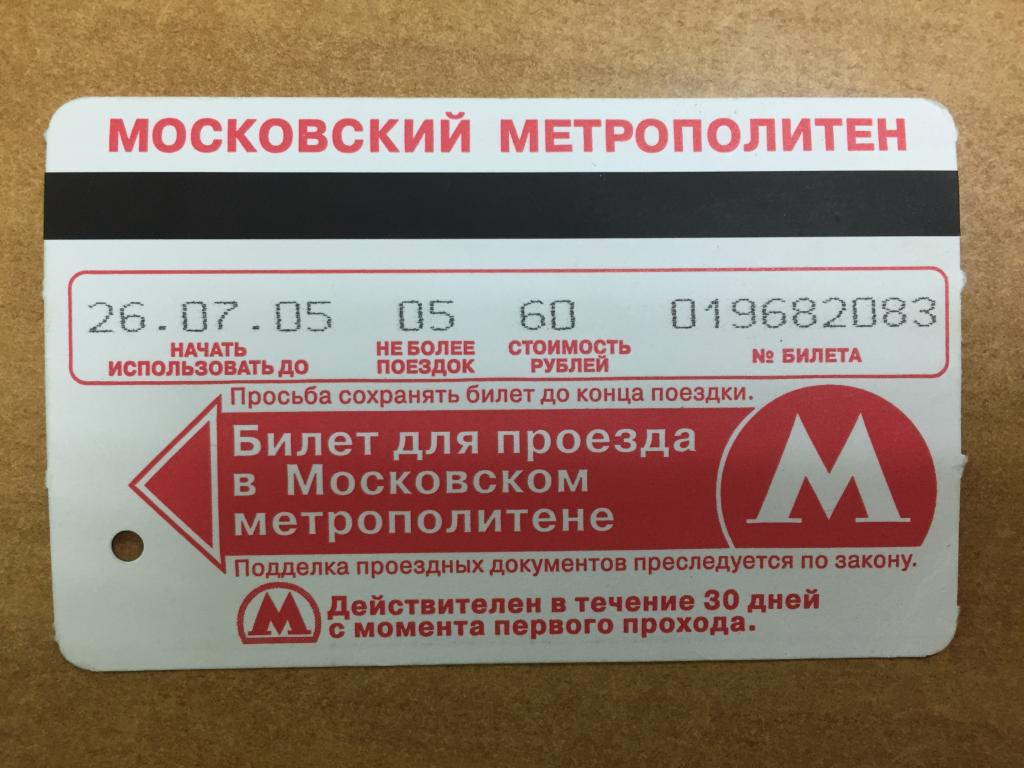 МОСКОВСКИЙ МЕТРОПОЛИТЕН
26.07.05 05 60 019682083
НАЧАТЬ ИСПОЛЬЗОВАТЬ ДО
НЕ БОЛЕЕ ПОЕЗДОК
СТОИМОСТЬ РУБЛЕЙ
№ БИЛЕТА
Просьба сохранять билет до конца поездки.
Билет для проезда
в Московском
метрополитене
М
Подделка проездных документов преследуется по закону.
М
Действителен в течение 30 дней
с момента первого прохода.